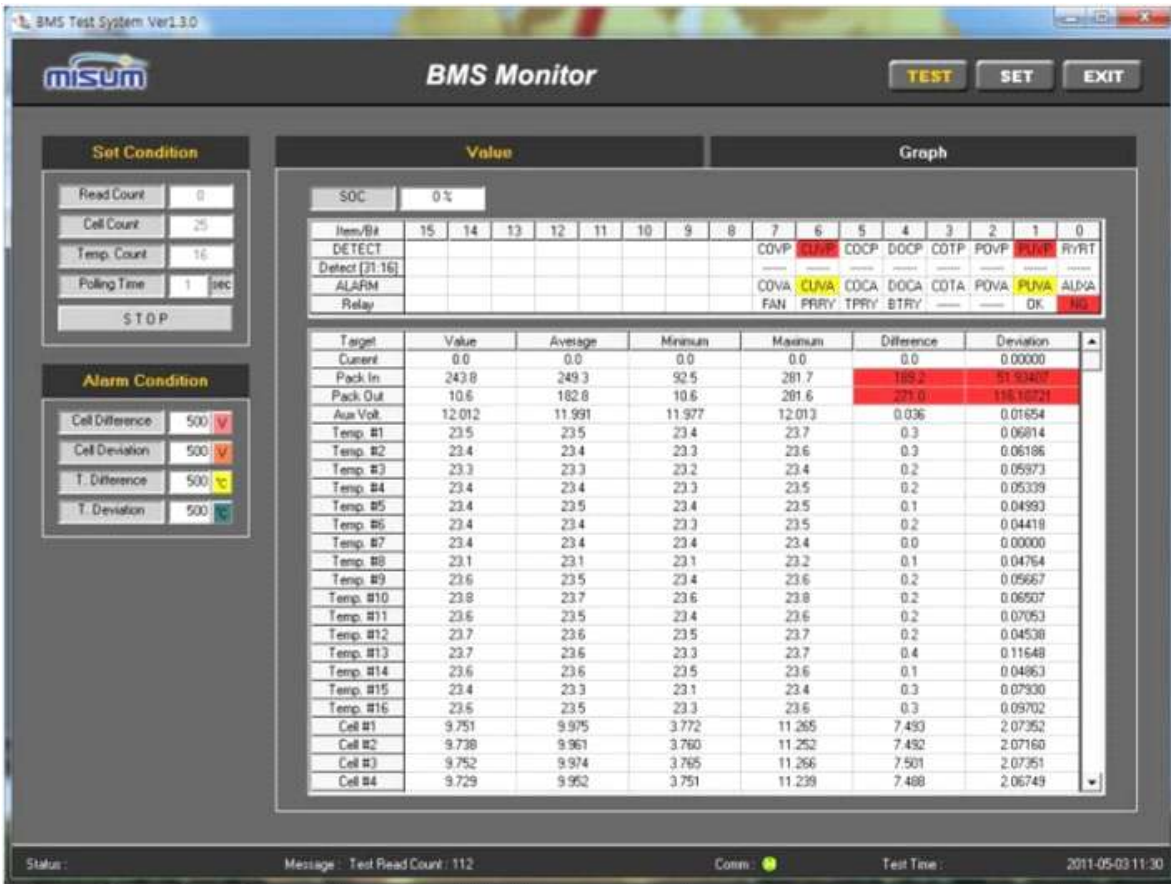 BMS Test System Ver1.3.0
misum
BMS Monitor
TEST SET EXIT
Set Condition
Read Count 0
Cell Count 25
Temp. Count 16
Polling Time 1 sec
STOP
Alarm Condition
Cell Difference 500 V
Cell Deviation 500 V
T. Difference 500 ℃
T. Deviation 500 ℃
Value Graph
SOC 0 %
Item/Bit 15 14 13 12 11 10 9 8 7 6 5 4 3 2 1 0
DETECT COVP CUVP COCP DOCP COTP POVP PUVP RYRT
Detect [31:16] ------ ------ ------ ------ ------ ------ ------ ------
ALARM COVA CUVA COCA DOCA COTA POVA PUVA AUXA
Relay FAN PRRY TPRY BTRY ------ ------ OK NG
Target Value Average Minimum Maximum Difference Deviation
Current 0.0 0.0 0.0 0.0 0.0 0.00000
Pack In 243.8 249.3 92.5 281.7 189.2 51.93407
Pack Out 10.6 182.8 10.6 281.6 271.0 116.10721
Aux Volt. 12.012 11.991 11.977 12.013 0.036 0.01654
Temp. #1 23.5 23.5 23.4 23.7 0.3 0.06814
Temp. #2 23.4 23.4 23.3 23.6 0.3 0.06186
Temp. #3 23.3 23.3 23.2 23.4 0.2 0.05973
Temp. #4 23.4 23.4 23.3 23.5 0.2 0.05339
Temp. #5 23.4 23.5 23.4 23.5 0.1 0.04993
Temp. #6 23.4 23.4 23.3 23.5 0.2 0.04418
Temp. #7 23.4 23.4 23.4 23.4 0.0 0.00000
Temp. #8 23.1 23.1 23.1 23.2 0.1 0.04764
Temp. #9 23.6 23.5 23.4 23.6 0.2 0.05667
Temp. #10 23.8 23.7 23.6 23.8 0.2 0.06507
Temp. #11 23.6 23.5 23.4 23.6 0.2 0.07053
Temp. #12 23.7 23.6 23.5 23.7 0.2 0.04538
Temp. #13 23.7 23.6 23.3 23.7 0.4 0.11648
Temp. #14 23.6 23.6 23.5 23.6 0.1 0.04863
Temp. #15 23.4 23.3 23.1 23.4 0.3 0.07930
Temp. #16 23.6 23.5 23.3 23.6 0.3 0.09702
Cell #1 9.751 9.975 3.772 11.265 7.493 2.07352
Cell #2 9.738 9.961 3.760 11.252 7.492 2.07160
Cell #3 9.752 9.974 3.765 11.266 7.501 2.07351
Cell #4 9.729 9.952 3.751 11.239 7.488 2.06749
Status : Message : Test Read Count : 112 Comm : Test Time : 2011-05-03 11:30